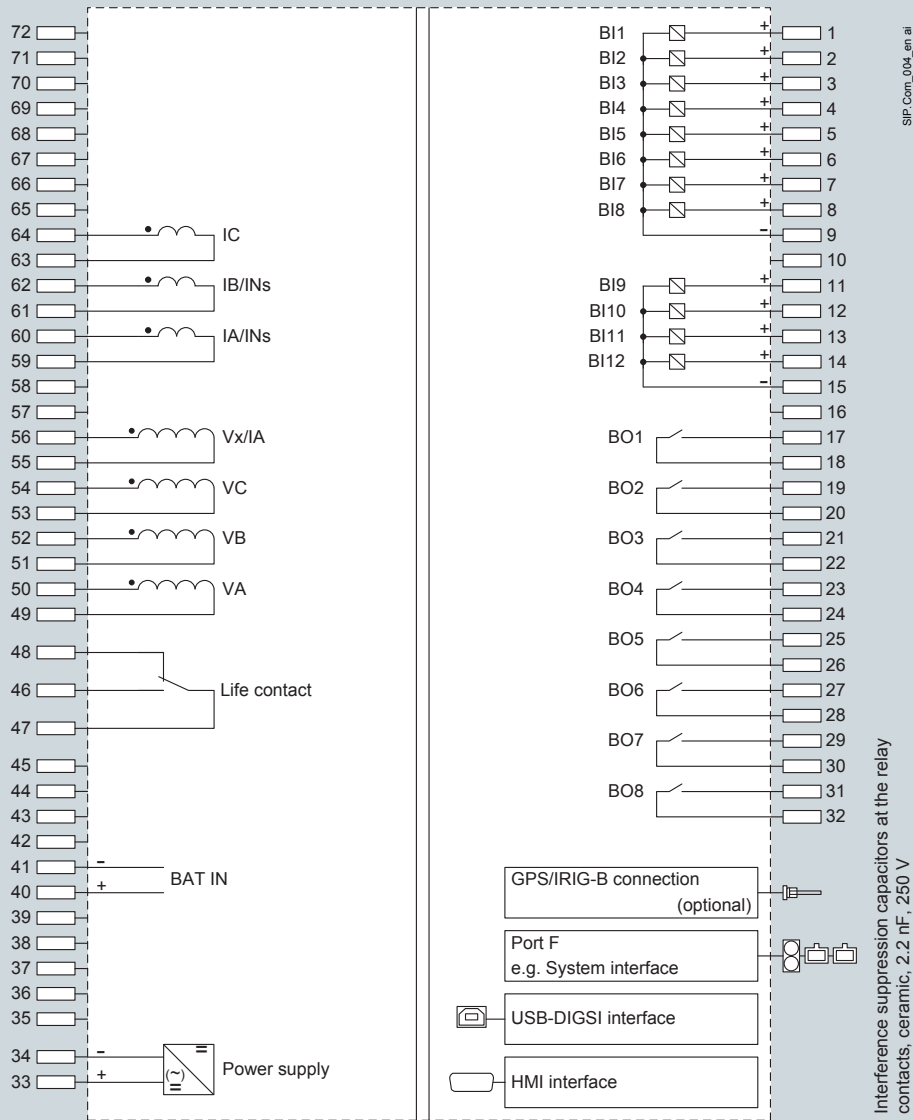 72
71
70
69
68
67
66
65
64 IC
63
62 IB/INs
61
60 IA/INs
59
58
57
56 Vx/IA
55
54 VC
53
52 VB
51
50 VA
49
48
46 Life contact
47
45
44
43
42
41 -
BAT IN
40 +
39
38
37
36
35
34 - =
Power supply
33 + (~) =
BI1 + 1
BI2 + 2
BI3 + 3
BI4 + 4
BI5 + 5
BI6 + 6
BI7 + 7
BI8 + 8
- 9
10
BI9 + 11
BI10 + 12
BI11 + 13
BI12 + 14
- 15
16
BO1 17
18
BO2 19
20
BO3 21
22
BO4 23
24
BO5 25
26
BO6 27
28
BO7 29
30
BO8 31
32
GPS/IRIG-B connection
(optional)
Port F
e.g. System interface
USB-DIGSI interface
HMI interface
SIP.Com_004_en ai
Interference suppression capacitors at the relay
contacts, ceramic, 2.2 nF, 250 V